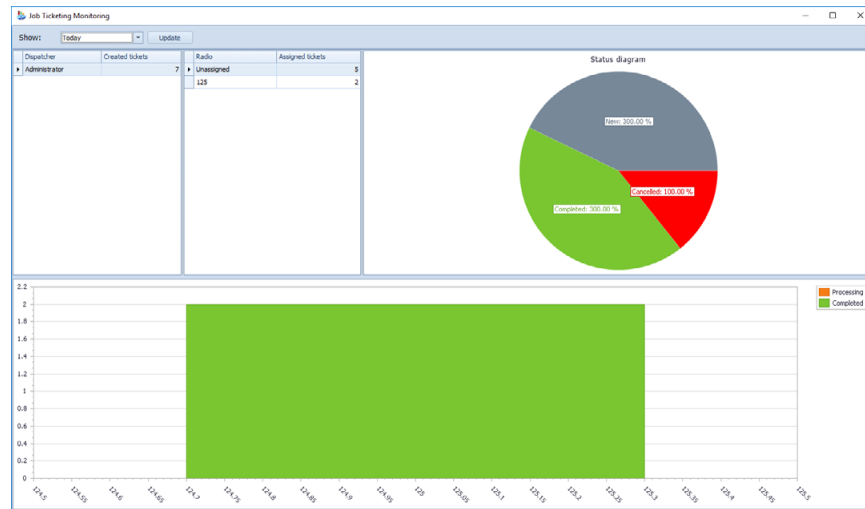 Job Ticketing Monitoring
Show: Today Update
Dispatcher Created tickets
Administrator 7
Radio Assigned tickets
Unassigned 5
125 2
Status diagram
New: 300.00 %
Cancelled: 100.00 %
Completed: 300.00 %
2.2
2
1.8
1.6
1.4
1.2
1
0.8
0.6
0.4
0.2
0
124.5 124.55 124.6 124.65 124.7 124.75 124.8 124.85 124.9 124.95 125 125.05 125.1 125.15 125.2 125.25 125.3 125.35 125.4 125.45 125.5
Processing
Completed